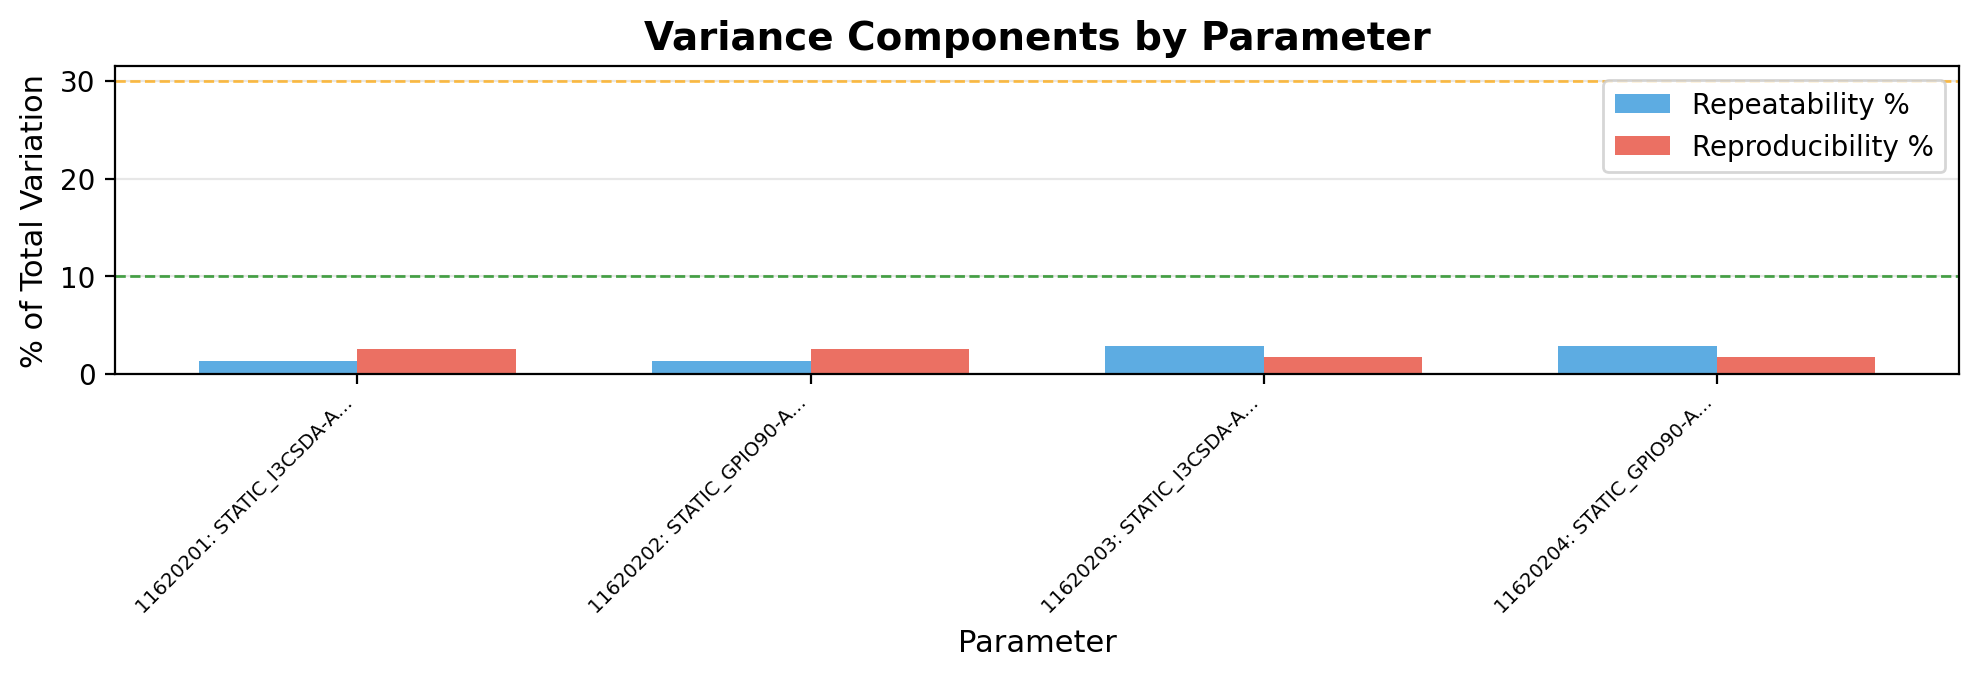 Variance Components by Parameter
% of Total Variation
30
20
10
0
Repeatability %
Reproducibility %
11620201: STATIC_I3CSDA-A...
11620202: STATIC_GPIO90-A...
11620203: STATIC_I3CSDA-A...
11620204: STATIC_GPIO90-A...
Parameter